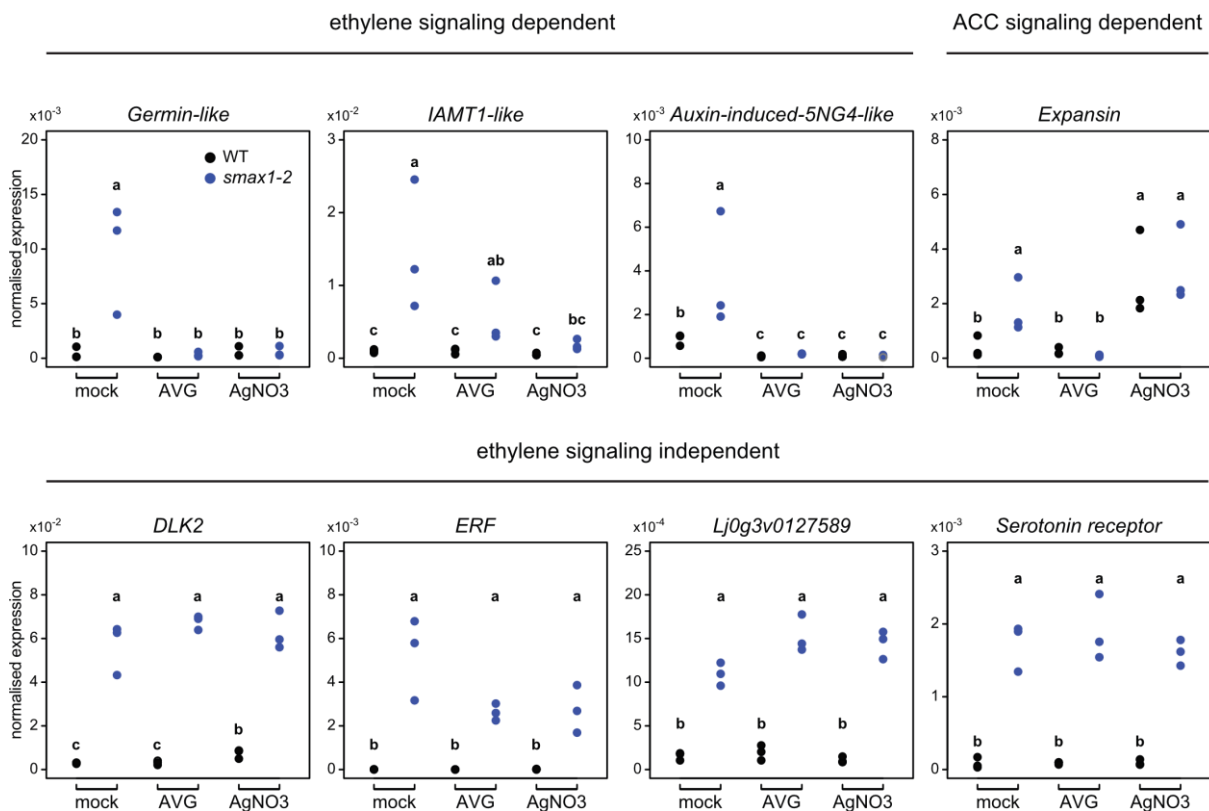 ethylene signaling dependent ACC signaling dependent
x10-3 Germin-like x10-2 IAMT1-like x10-3 Auxin-induced-5NG4-like x10-3 Expansin
normalised expression
20
15
10
5
0
WT
smax1-2
a
b b b b b
mock AVG AgNO3
3
2
1
0
a
ab
c c c bc
mock AVG AgNO3
10
8
6
4
2
0
a
b c c c c
mock AVG AgNO3
8
6
4
2
0
a a
a
b b b
mock AVG AgNO3
ethylene signaling independent
x10-2 DLK2 x10-3 ERF x10-4 Lj0g3v0127589 x10-3 Serotonin receptor
normalised expression
10
8
6
4
2
0
a a a
b
c c
mock AVG AgNO3
10
8
6
4
2
0
a a a
b b b
mock AVG AgNO3
25
20
15
10
5
0
a a a
b b b
mock AVG AgNO3
3
2
1
0
a a a
b b b
mock AVG AgNO3